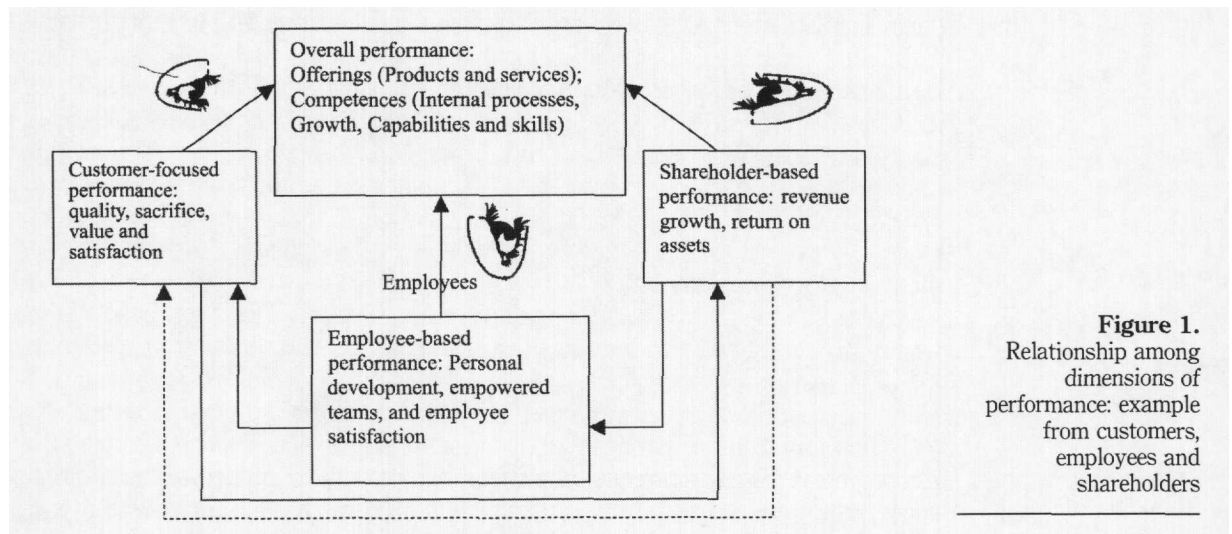 Overall performance:
Offerings (Products and services);
Competences (Internal processes,
Growth, Capabilities and skills)
Customer-focused
performance:
quality, sacrifice,
value and
satisfaction
Shareholder-based
performance: revenue
growth, return on
assets
Employees
Employee-based
performance: Personal
development, empowered
teams, and employee
satisfaction
Figure 1.
Relationship among
dimensions of
performance: example
from customers,
employees and
shareholders